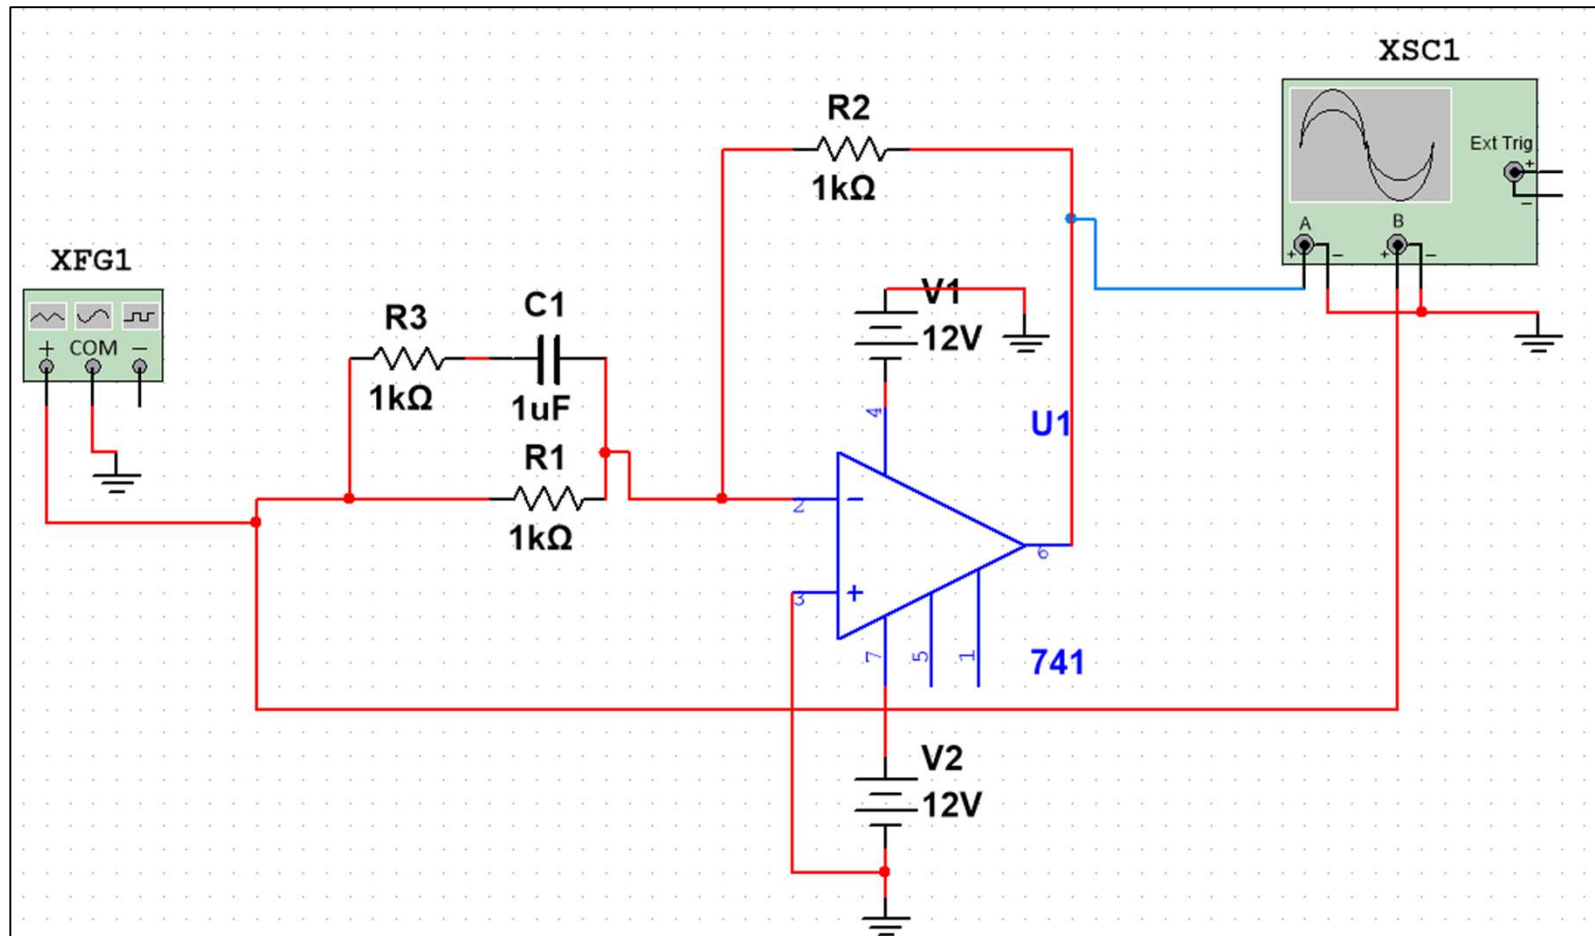 XSC1
Ext Trig
+
−
A
B
+
−
+
−
R2
1kΩ
XFG1
+ COM −
R3
1kΩ
C1
1uF
R1
1kΩ
V1
12V
4
U1
2
−
3
+
6
7
5
1
741
V2
12V